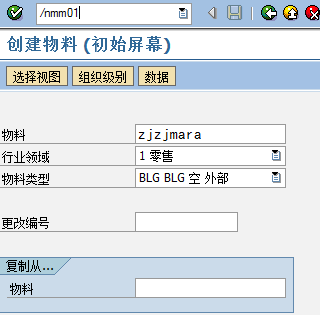 /nmm01
创建物料 (初始屏幕)
选择视图 组织级别 数据
物料 zjzjmara
行业领域 1 零售
物料类型 BLG BLG 空 外部
更改编号
复制从...
物料